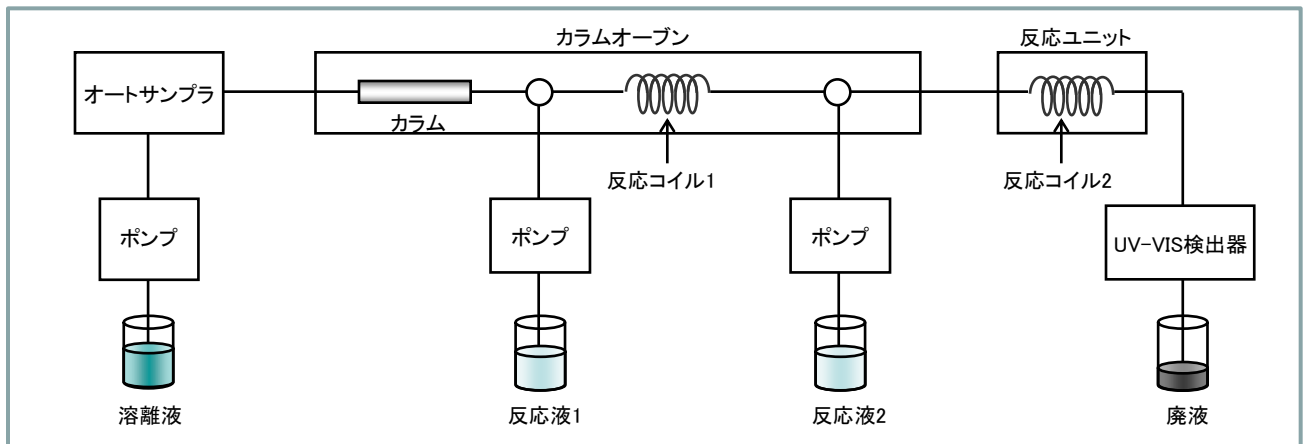 カラムオーブン
反応ユニット
オートサンプラ
カラム
反応コイル1
反応コイル2
ポンプ
ポンプ
ポンプ
UV-VIS検出器
溶離液
反応液1
反応液2
廃液